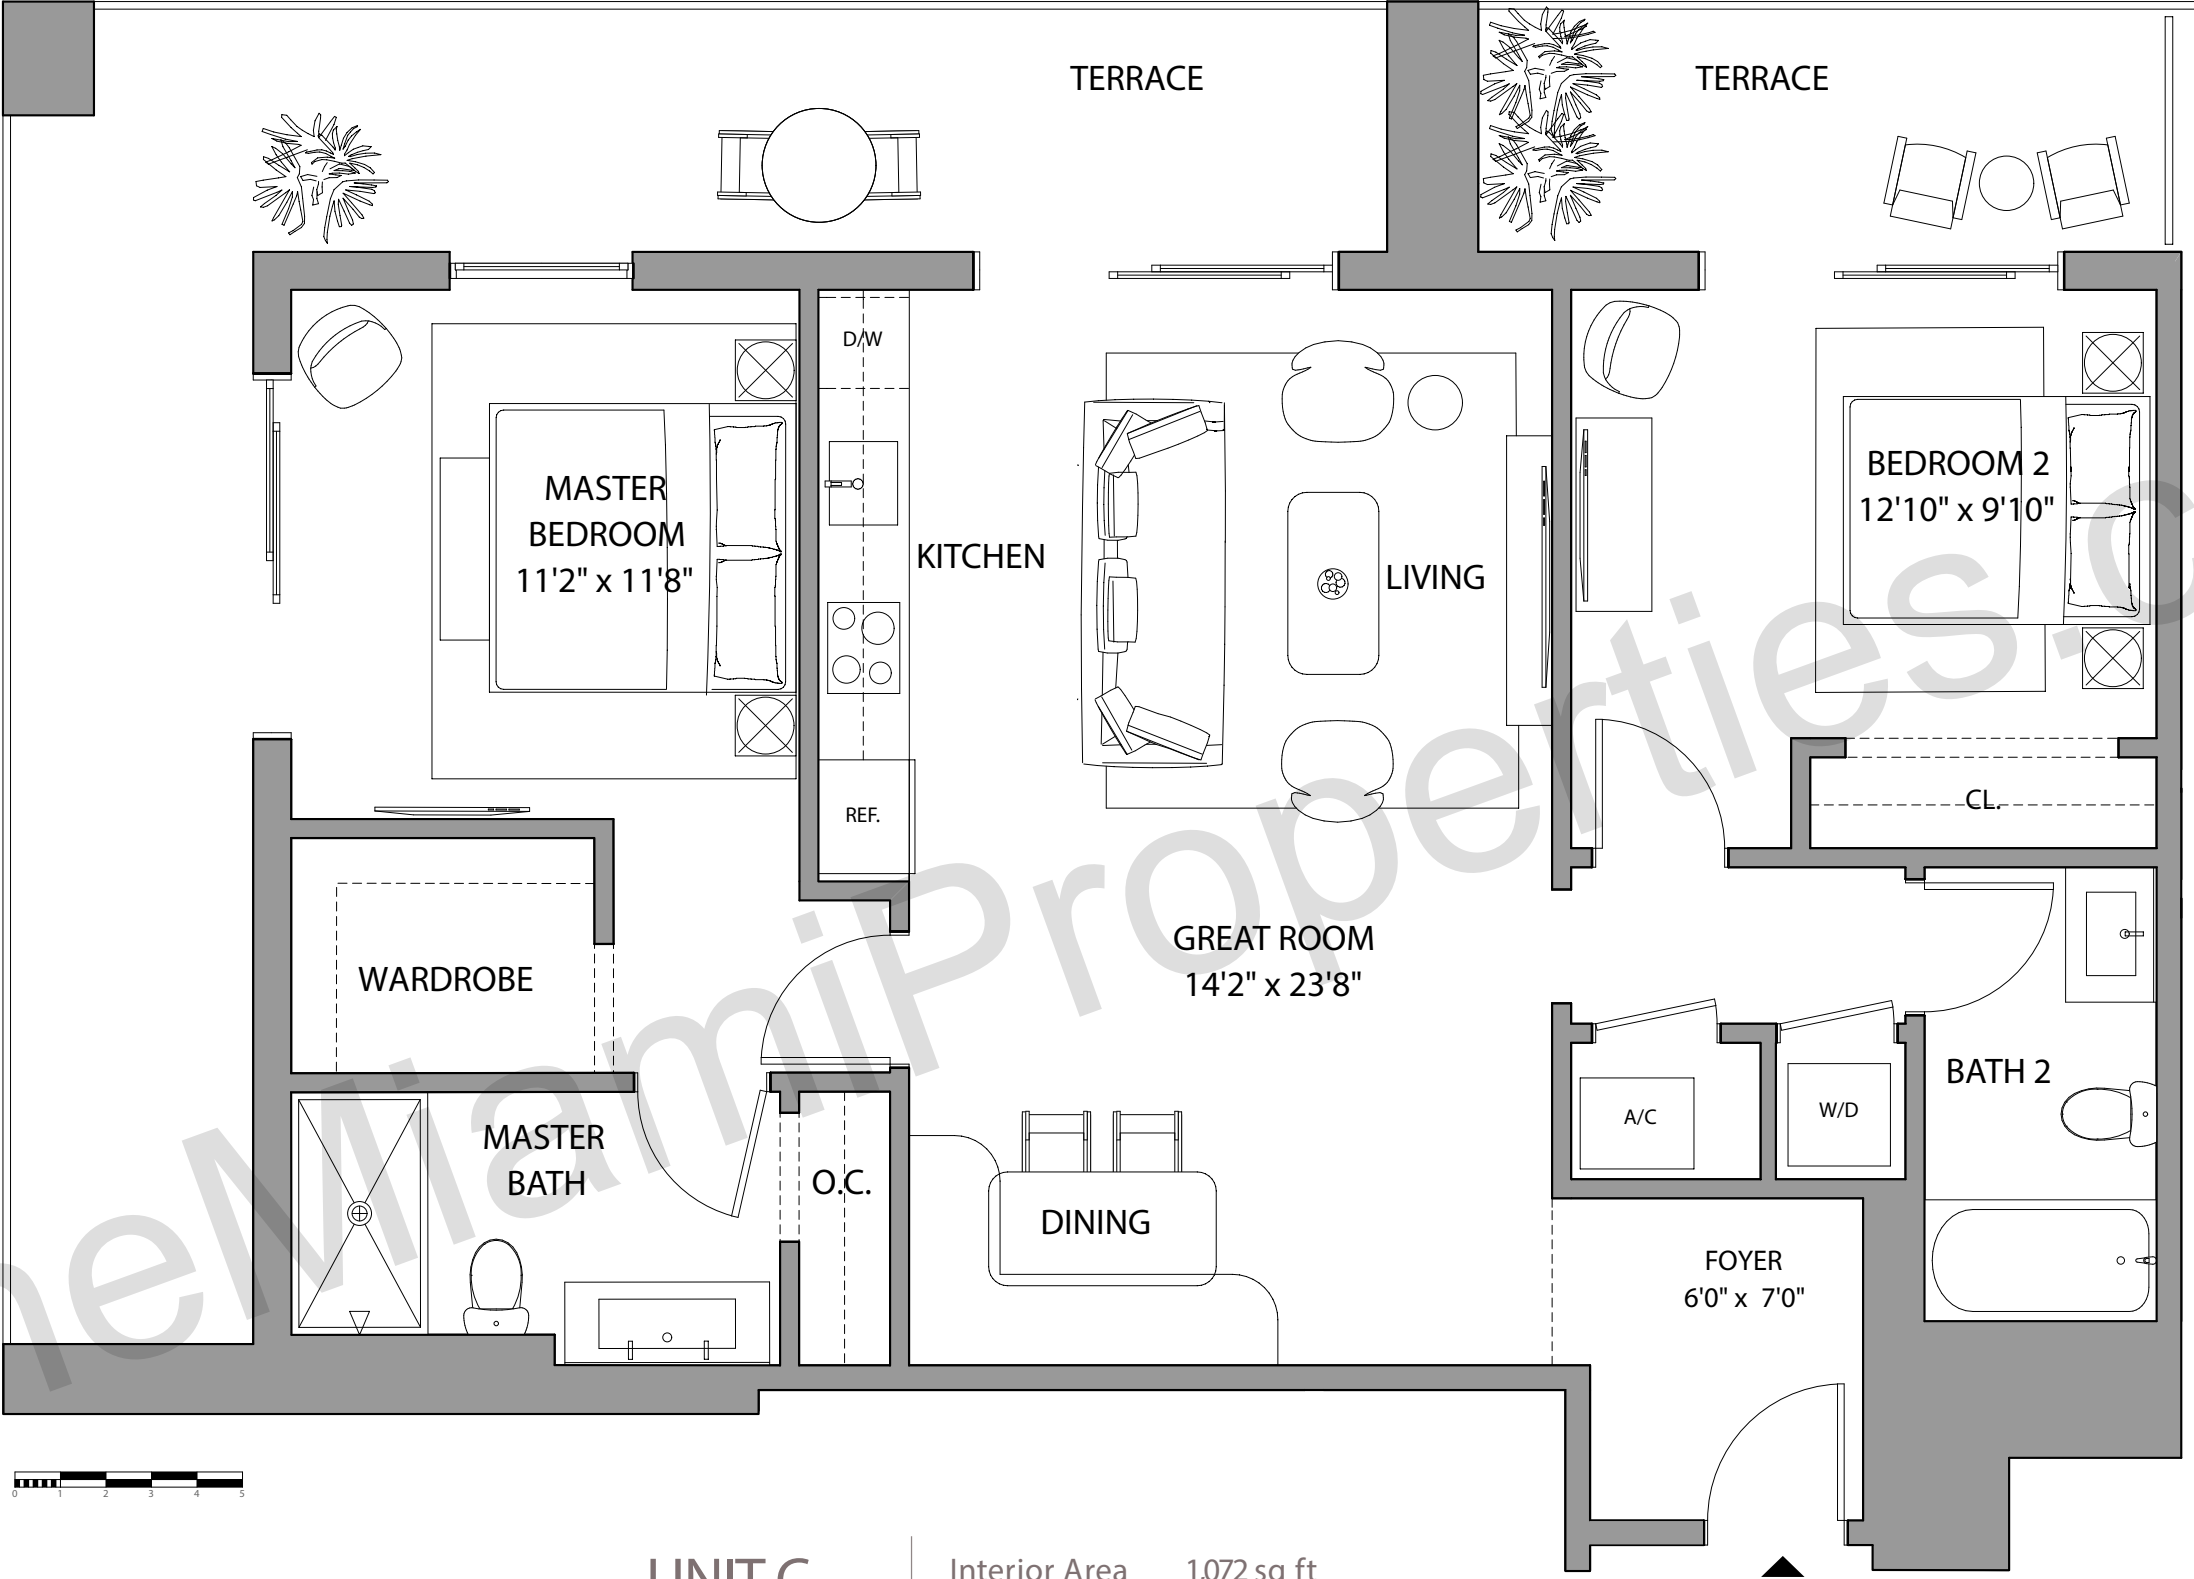 TERRACE
TERRACE
D/W
MASTER
BEDROOM
11'2" x 11'8"
KITCHEN
LIVING
BEDROOM 2
12'10" x 9'10"
REF.
CL.
WARDROBE
GREAT ROOM
14'2" x 23'8"
MASTER
BATH
O.C.
DINING
A/C
W/D
BATH 2
FOYER
6'0" x 7'0"
0 1 2 3 4 5
UNIT C
Interior Area 1,072 sq ft
heMiamiProperties.c